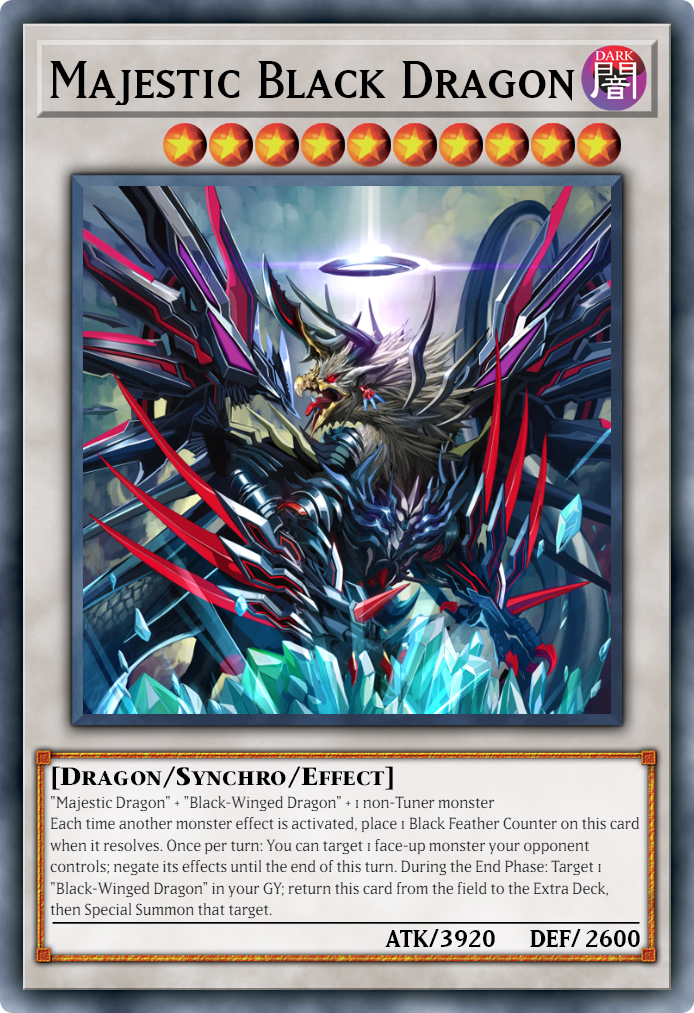 Majestic Black Dragon
DARK
闇
[Dragon/Synchro/Effect]
"Majestic Dragon" + "Black-Winged Dragon" + 1 non-Tuner monster
Each time another monster effect is activated, place 1 Black Feather Counter on this card
when it resolves. Once per turn: You can target 1 face-up monster your opponent
controls; negate its effects until the end of this turn. During the End Phase: Target 1
"Black-Winged Dragon" in your GY; return this card from the field to the Extra Deck,
then Special Summon that target.
ATK/3920 DEF/ 2600